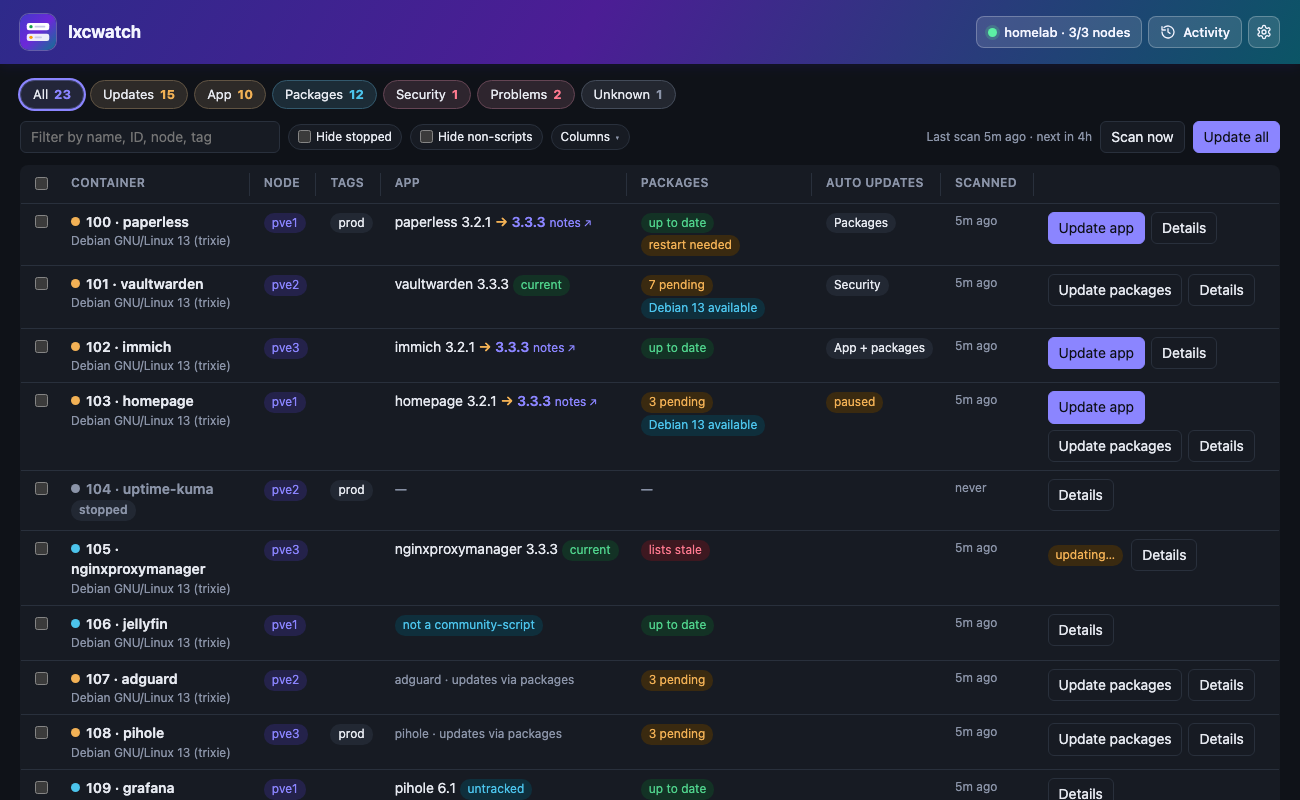 lxcwatch
homelab · 3/3 nodes
Activity
All 23
Updates 15
App 10
Packages 12
Security 1
Problems 2
Unknown 1
Filter by name, ID, node, tag
Hide stopped
Hide non-scripts
Columns
Last scan 5m ago · next in 4h
Scan now
Update all
CONTAINER NODE TAGS APP PACKAGES AUTO UPDATES SCANNED
100 · paperless pve1 prod paperless 3.2.1 → 3.3.3 notes ↗ up to date Packages 5m ago Update app Details
Debian GNU/Linux 13 (trixie) restart needed
101 · vaultwarden pve2 vaultwarden 3.3.3 current 7 pending Security 5m ago Update packages Details
Debian GNU/Linux 13 (trixie) Debian 13 available
102 · immich pve3 immich 3.2.1 → 3.3.3 notes ↗ up to date App + packages 5m ago Update app Details
Debian GNU/Linux 13 (trixie)
103 · homepage pve1 homepage 3.2.1 → 3.3.3 notes ↗ 3 pending paused 5m ago Update app
Debian GNU/Linux 13 (trixie) Debian 13 available
Update packages Details
104 · uptime-kuma pve2 prod — — never Details
stopped
105 · pve3 nginxproxymanager 3.3.3 current lists stale 5m ago updating... Details
nginxproxymanager
Debian GNU/Linux 13 (trixie)
106 · jellyfin pve1 not a community-script up to date 5m ago Details
Debian GNU/Linux 13 (trixie)
107 · adguard pve2 adguard · updates via packages 3 pending 5m ago Update packages Details
Debian GNU/Linux 13 (trixie)
108 · pihole pve3 prod pihole · updates via packages 3 pending 5m ago Update packages Details
Debian GNU/Linux 13 (trixie)
109 · grafana pve1 pihole 6.1 untracked up to date 5m ago Details